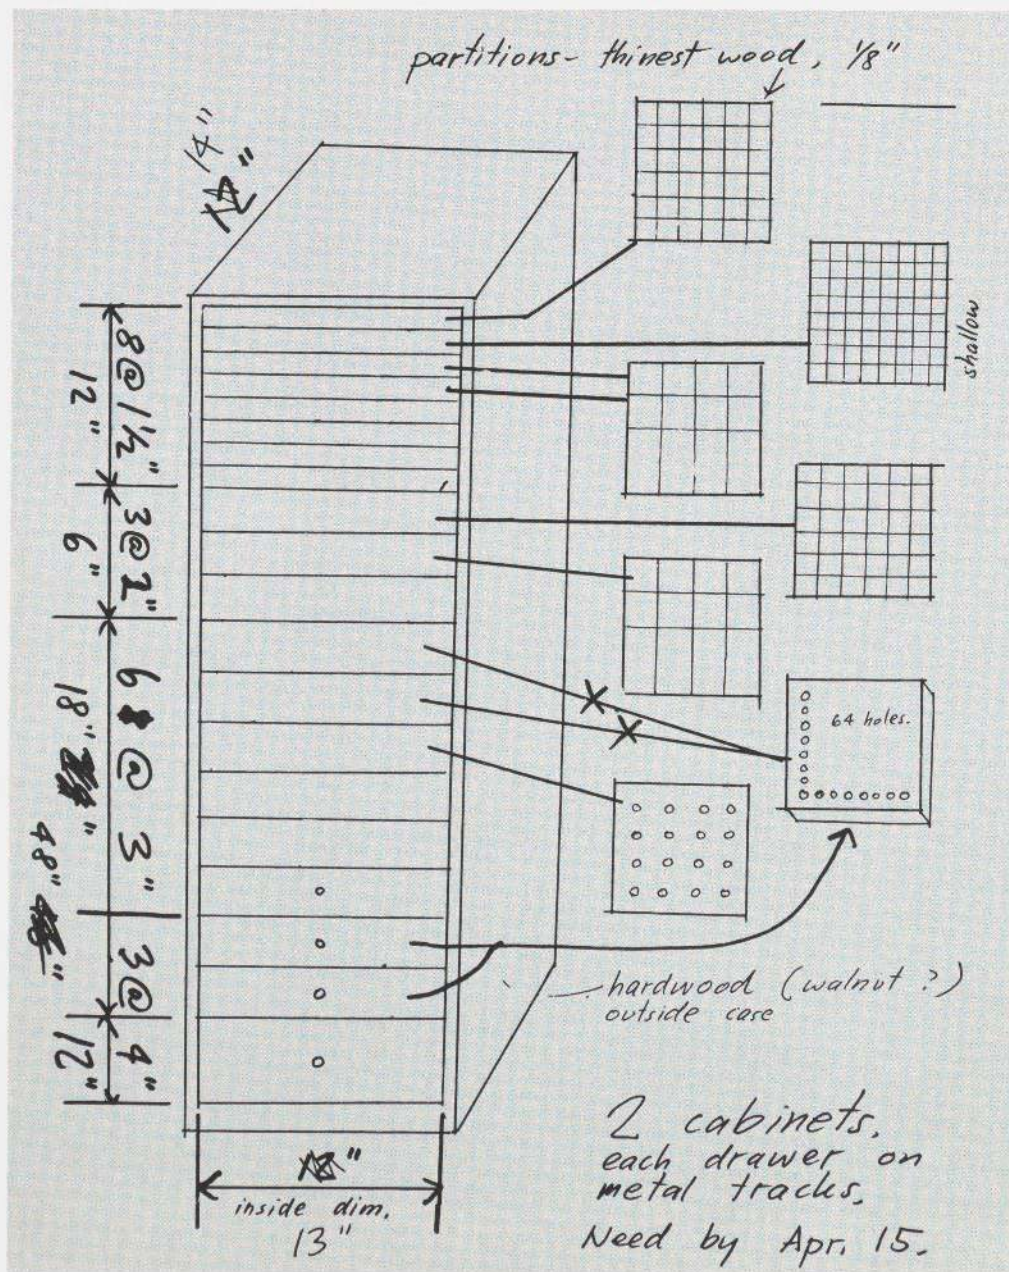 partitions - thinest wood, 1/8"
14"
"
shallow
8 @ 1 1/2"
12"
3 @ 2"
6"
6 @ 3"
18" "
48" "
3 @
4"
12"
64 holes.
hardwood (walnut ?)
outside case
"
inside dim.
13"
2 cabinets,
each drawer on
metal tracks.
Need by Apr. 15.